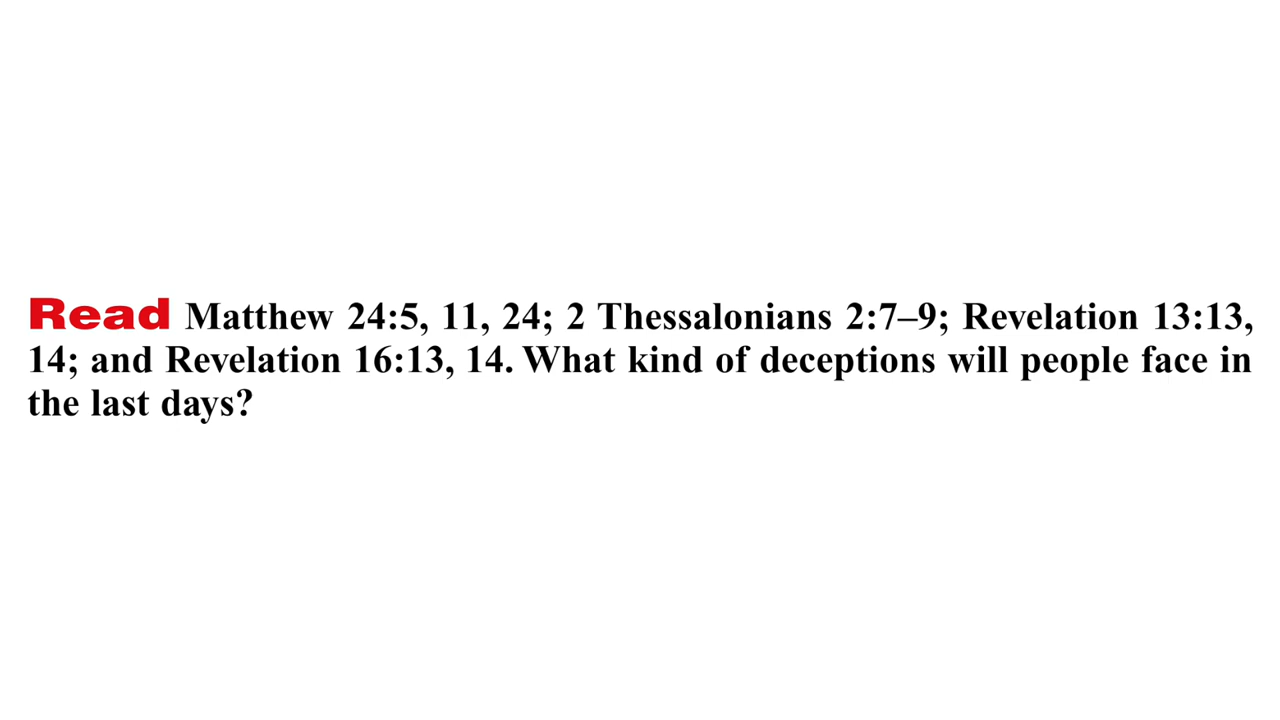 Read Matthew 24:5, 11, 24; 2 Thessalonians 2:7–9; Revelation 13:13,
14; and Revelation 16:13, 14. What kind of deceptions will people face in
the last days?